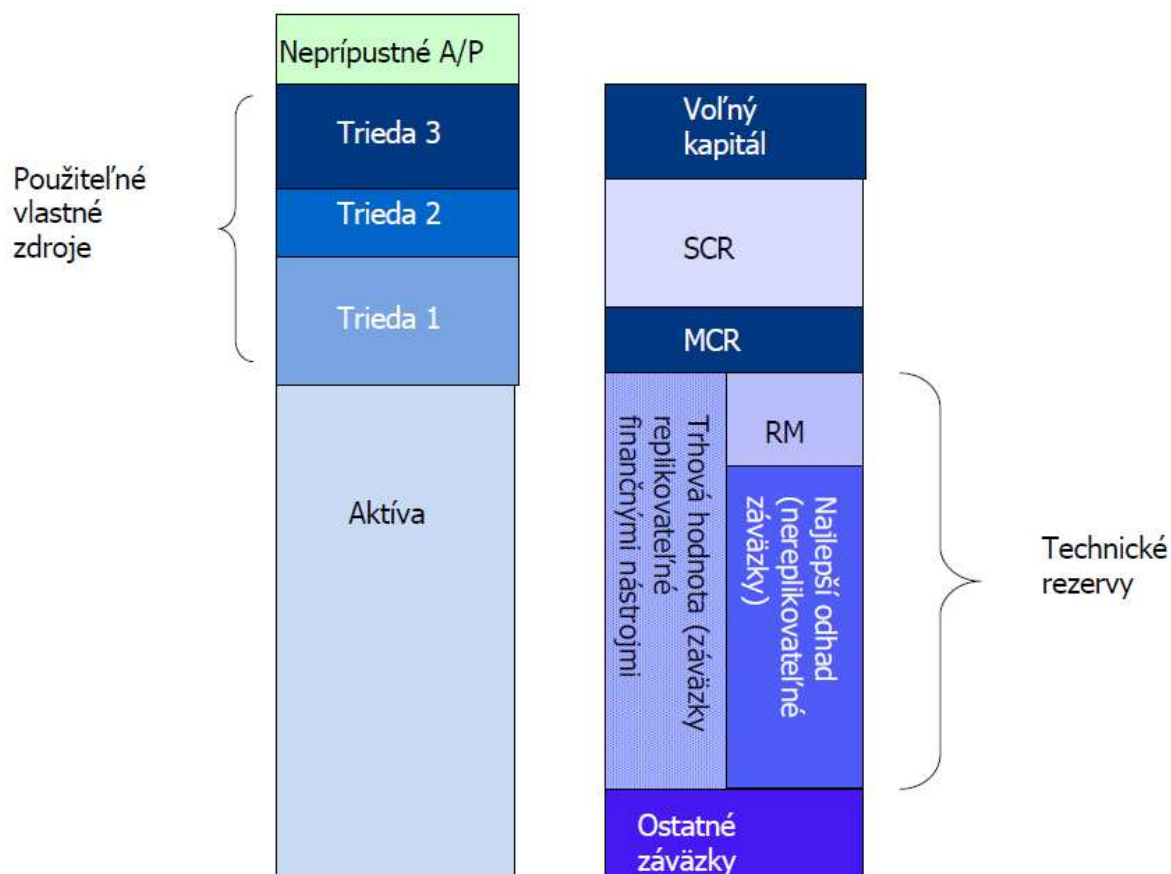 Neprípustné A/P
Trieda 3
Trieda 2
Trieda 1
Aktíva
Použiteľné
vlastné
zdroje
Voľný
kapitál
SCR
MCR
RM
Trhová hodnota (záväzky
replikovateľné
finančnými nástrojmi
Najlepší odhad
(nereplikovateľné
záväzky)
Ostatné
záväzky
Technické
rezervy